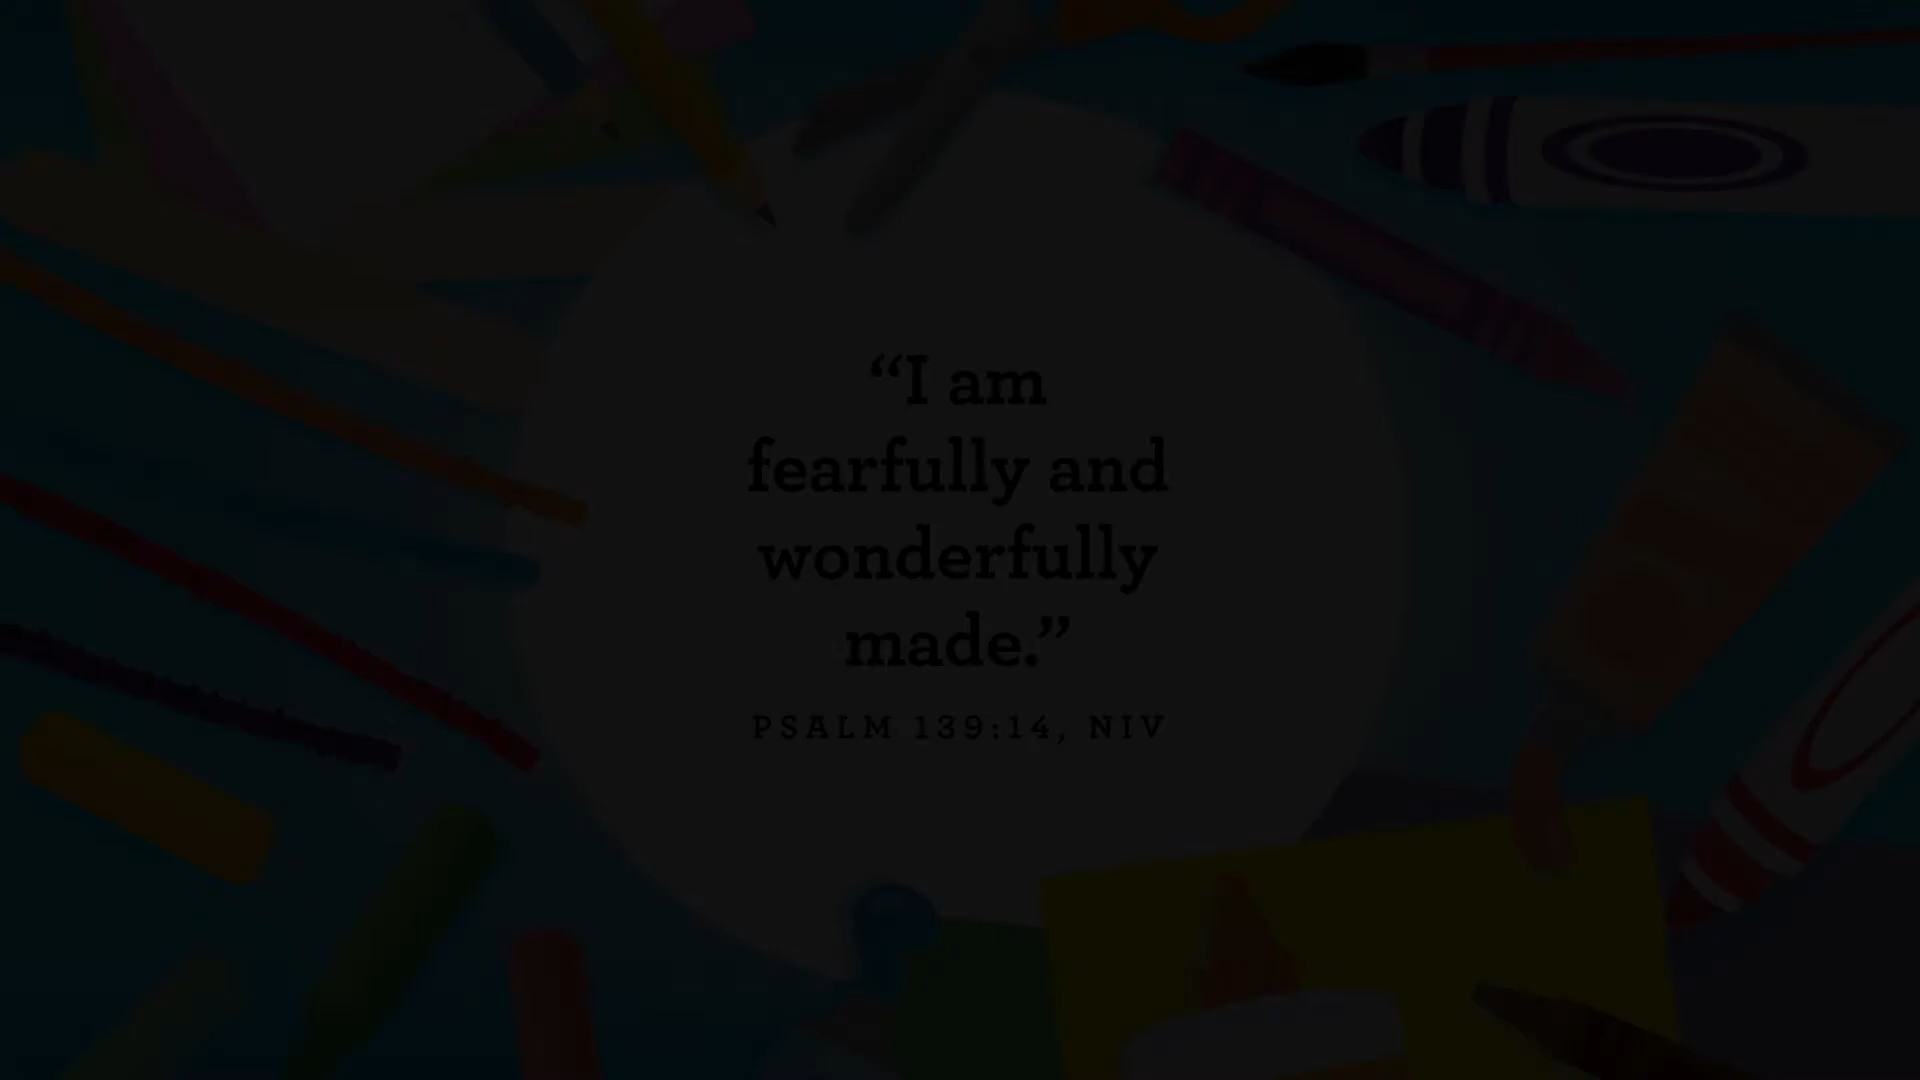 “I am
fearfully and
wonderfully
made.”
PSALM 139:14, NIV